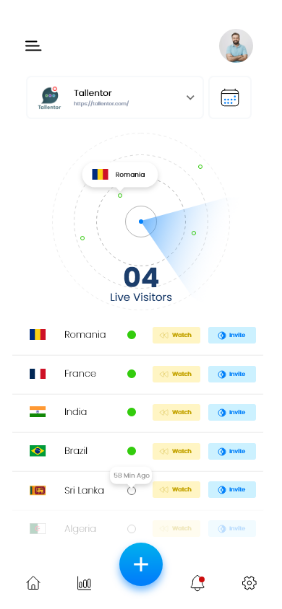 Tallentor
Tallentor
https://tallentor.com/
Romania
04
Live Visitors
Romania
Watch
Invite
France
Watch
Invite
India
Watch
Invite
Brazil
Watch
Invite
58 Min Ago
Sri Lanka
Watch
Invite
Algeria
Watch
Invite